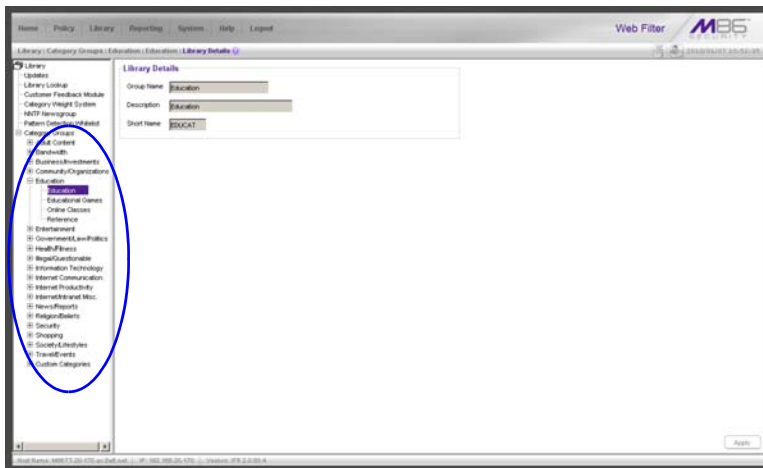 Home Policy Library Reporting System Help Logout
Web Filter M86 SECURITY
Library : Category Groups : Education : Education : Library Details
Library
Updates
Library Lookup
Customer Feedback Module
Category Weight System
NNTP Newsgroup
Pattern Detection Whitelist
Category Groups
Adult Content
Bandwidth
Business/Investments
Community/Organizations
Education
Education
Educational Games
Online Classes
Reference
Entertainment
Government/Law/Politics
Health/Fitness
Illegal/Questionable
Information Technology
Internet Communication
Internet Productivity
Internet/Intranet Misc.
News/Reports
Religion/Beliefs
Security
Shopping
Society/Lifestyles
Travel/Events
Custom Categories
Library Details
Group Name Education
Description Education
Short Name EDUCAT
Apply
Host Name: